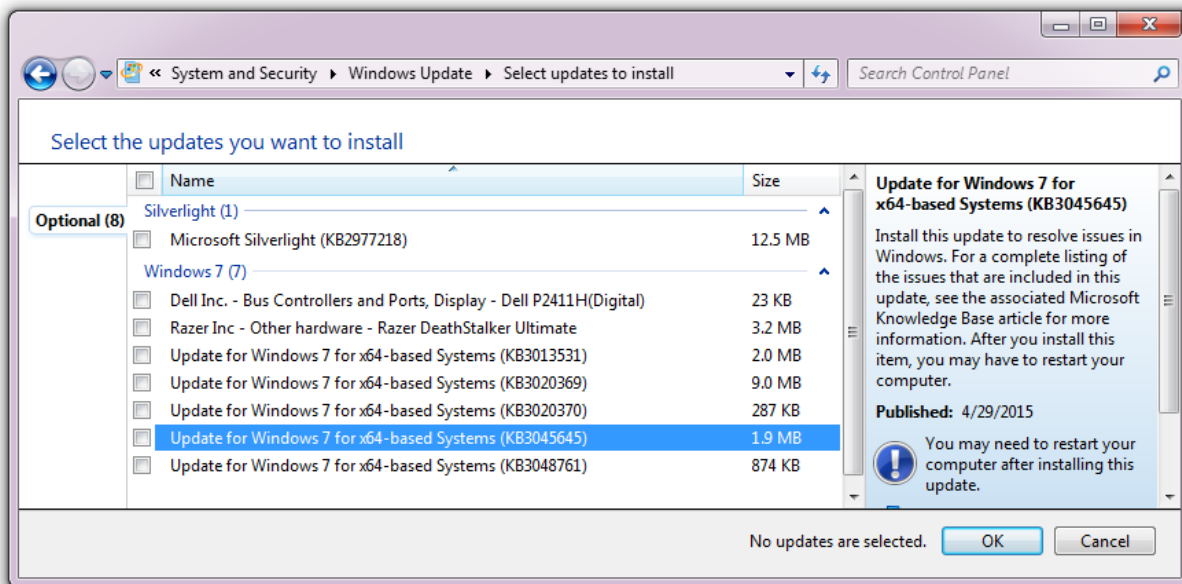 « System and Security ▸ Windows Update ▸ Select updates to install
Search Control Panel
Select the updates you want to install
Optional (8)
Name Size
Silverlight (1)
Microsoft Silverlight (KB2977218) 12.5 MB
Windows 7 (7)
Dell Inc. - Bus Controllers and Ports, Display - Dell P2411H(Digital) 23 KB
Razer Inc - Other hardware - Razer DeathStalker Ultimate 3.2 MB
Update for Windows 7 for x64-based Systems (KB3013531) 2.0 MB
Update for Windows 7 for x64-based Systems (KB3020369) 9.0 MB
Update for Windows 7 for x64-based Systems (KB3020370) 287 KB
Update for Windows 7 for x64-based Systems (KB3045645) 1.9 MB
Update for Windows 7 for x64-based Systems (KB3048761) 874 KB
Update for Windows 7 for
x64-based Systems (KB3045645)
Install this update to resolve issues in
Windows. For a complete listing of
the issues that are included in this
update, see the associated Microsoft
Knowledge Base article for more
information. After you install this
item, you may have to restart your
computer.
Published: 4/29/2015
You may need to restart your
computer after installing this
update.
No updates are selected.
OK
Cancel